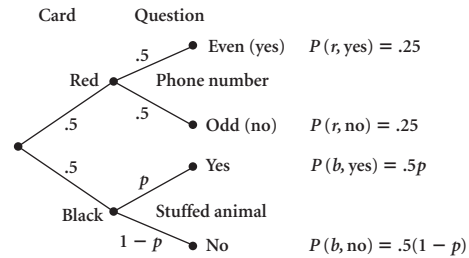 Card Question
.5 Even (yes) P(r, yes) = .25
Red Phone number
.5 .5 Odd (no) P(r, no) = .25
.5 p Yes P(b, yes) = .5p
Black Stuffed animal
1 − p No P(b, no) = .5(1 − p)